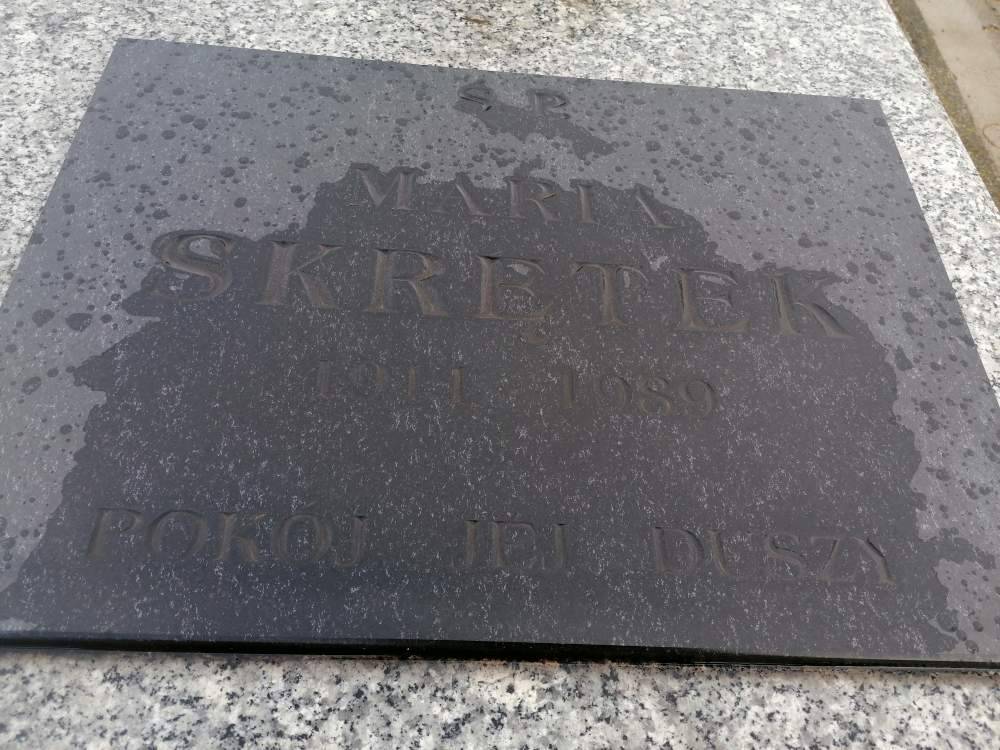 Ś P
MARIA
SKRĘTEK
1911 1989
POKÓJ JEJ DUSZY